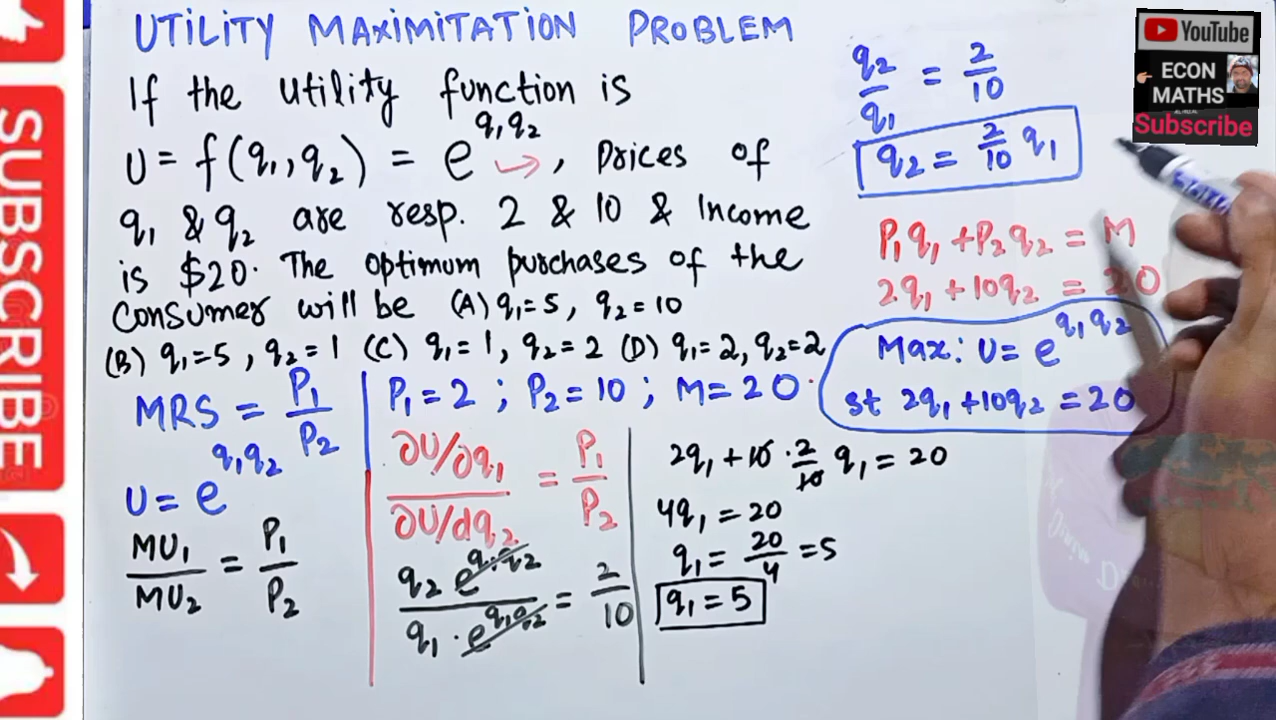 UTILITY MAXIMITATION PROBLEM
If the utility function is
U = f(q₁, q₂) = e^(q₁q₂), Prices of
q₁ & q₂ are resp. 2 & 10 & Income
is $20. The optimum purchases of the
Consumer will be (A) q₁=5, q₂=10
(B) q₁=5, q₂=1 (C) q₁=1, q₂=2 (D) q₁=2, q₂=2
MRS = P₁/P₂
U = e^(q₁q₂)
MU₁/MU₂ = P₁/P₂
P₁=2 ; P₂=10 ; M=20.
(∂U/∂q₁)/(∂U/dq₂) = P₁/P₂
(q₂ e^(q₁q₂))/(q₁ · e^(q₁q₂)) = 2/10
2q₁ + 10 · 2/10 q₁ = 20
4q₁ = 20
q₁ = 20/4 = 5
q₁ = 5
q₂/q₁ = 2/10
q₂ = 2/10 q₁
P₁q₁ + P₂q₂ = M
2q₁ + 10q₂ = 20
Max: U = e^(q₁q₂)
st 2q₁ + 10q₂ = 20
YouTube
ECON
MATHS
Subscribe
SUBSCRIBE